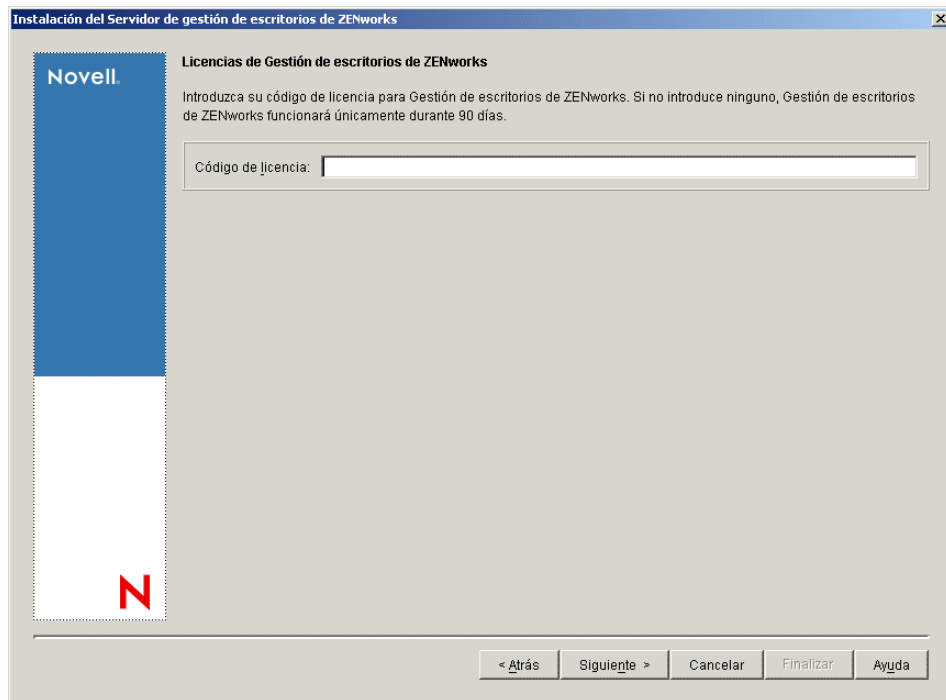 Instalación del Servidor de gestión de escritorios de ZENworks
Novell.
Licencias de Gestión de escritorios de ZENworks
Introduzca su código de licencia para Gestión de escritorios de ZENworks. Si no introduce ninguno, Gestión de escritorios
de ZENworks funcionará únicamente durante 90 días.
Código de licencia:
N
< Atrás Siguiente > Cancelar Finalizar Ayuda